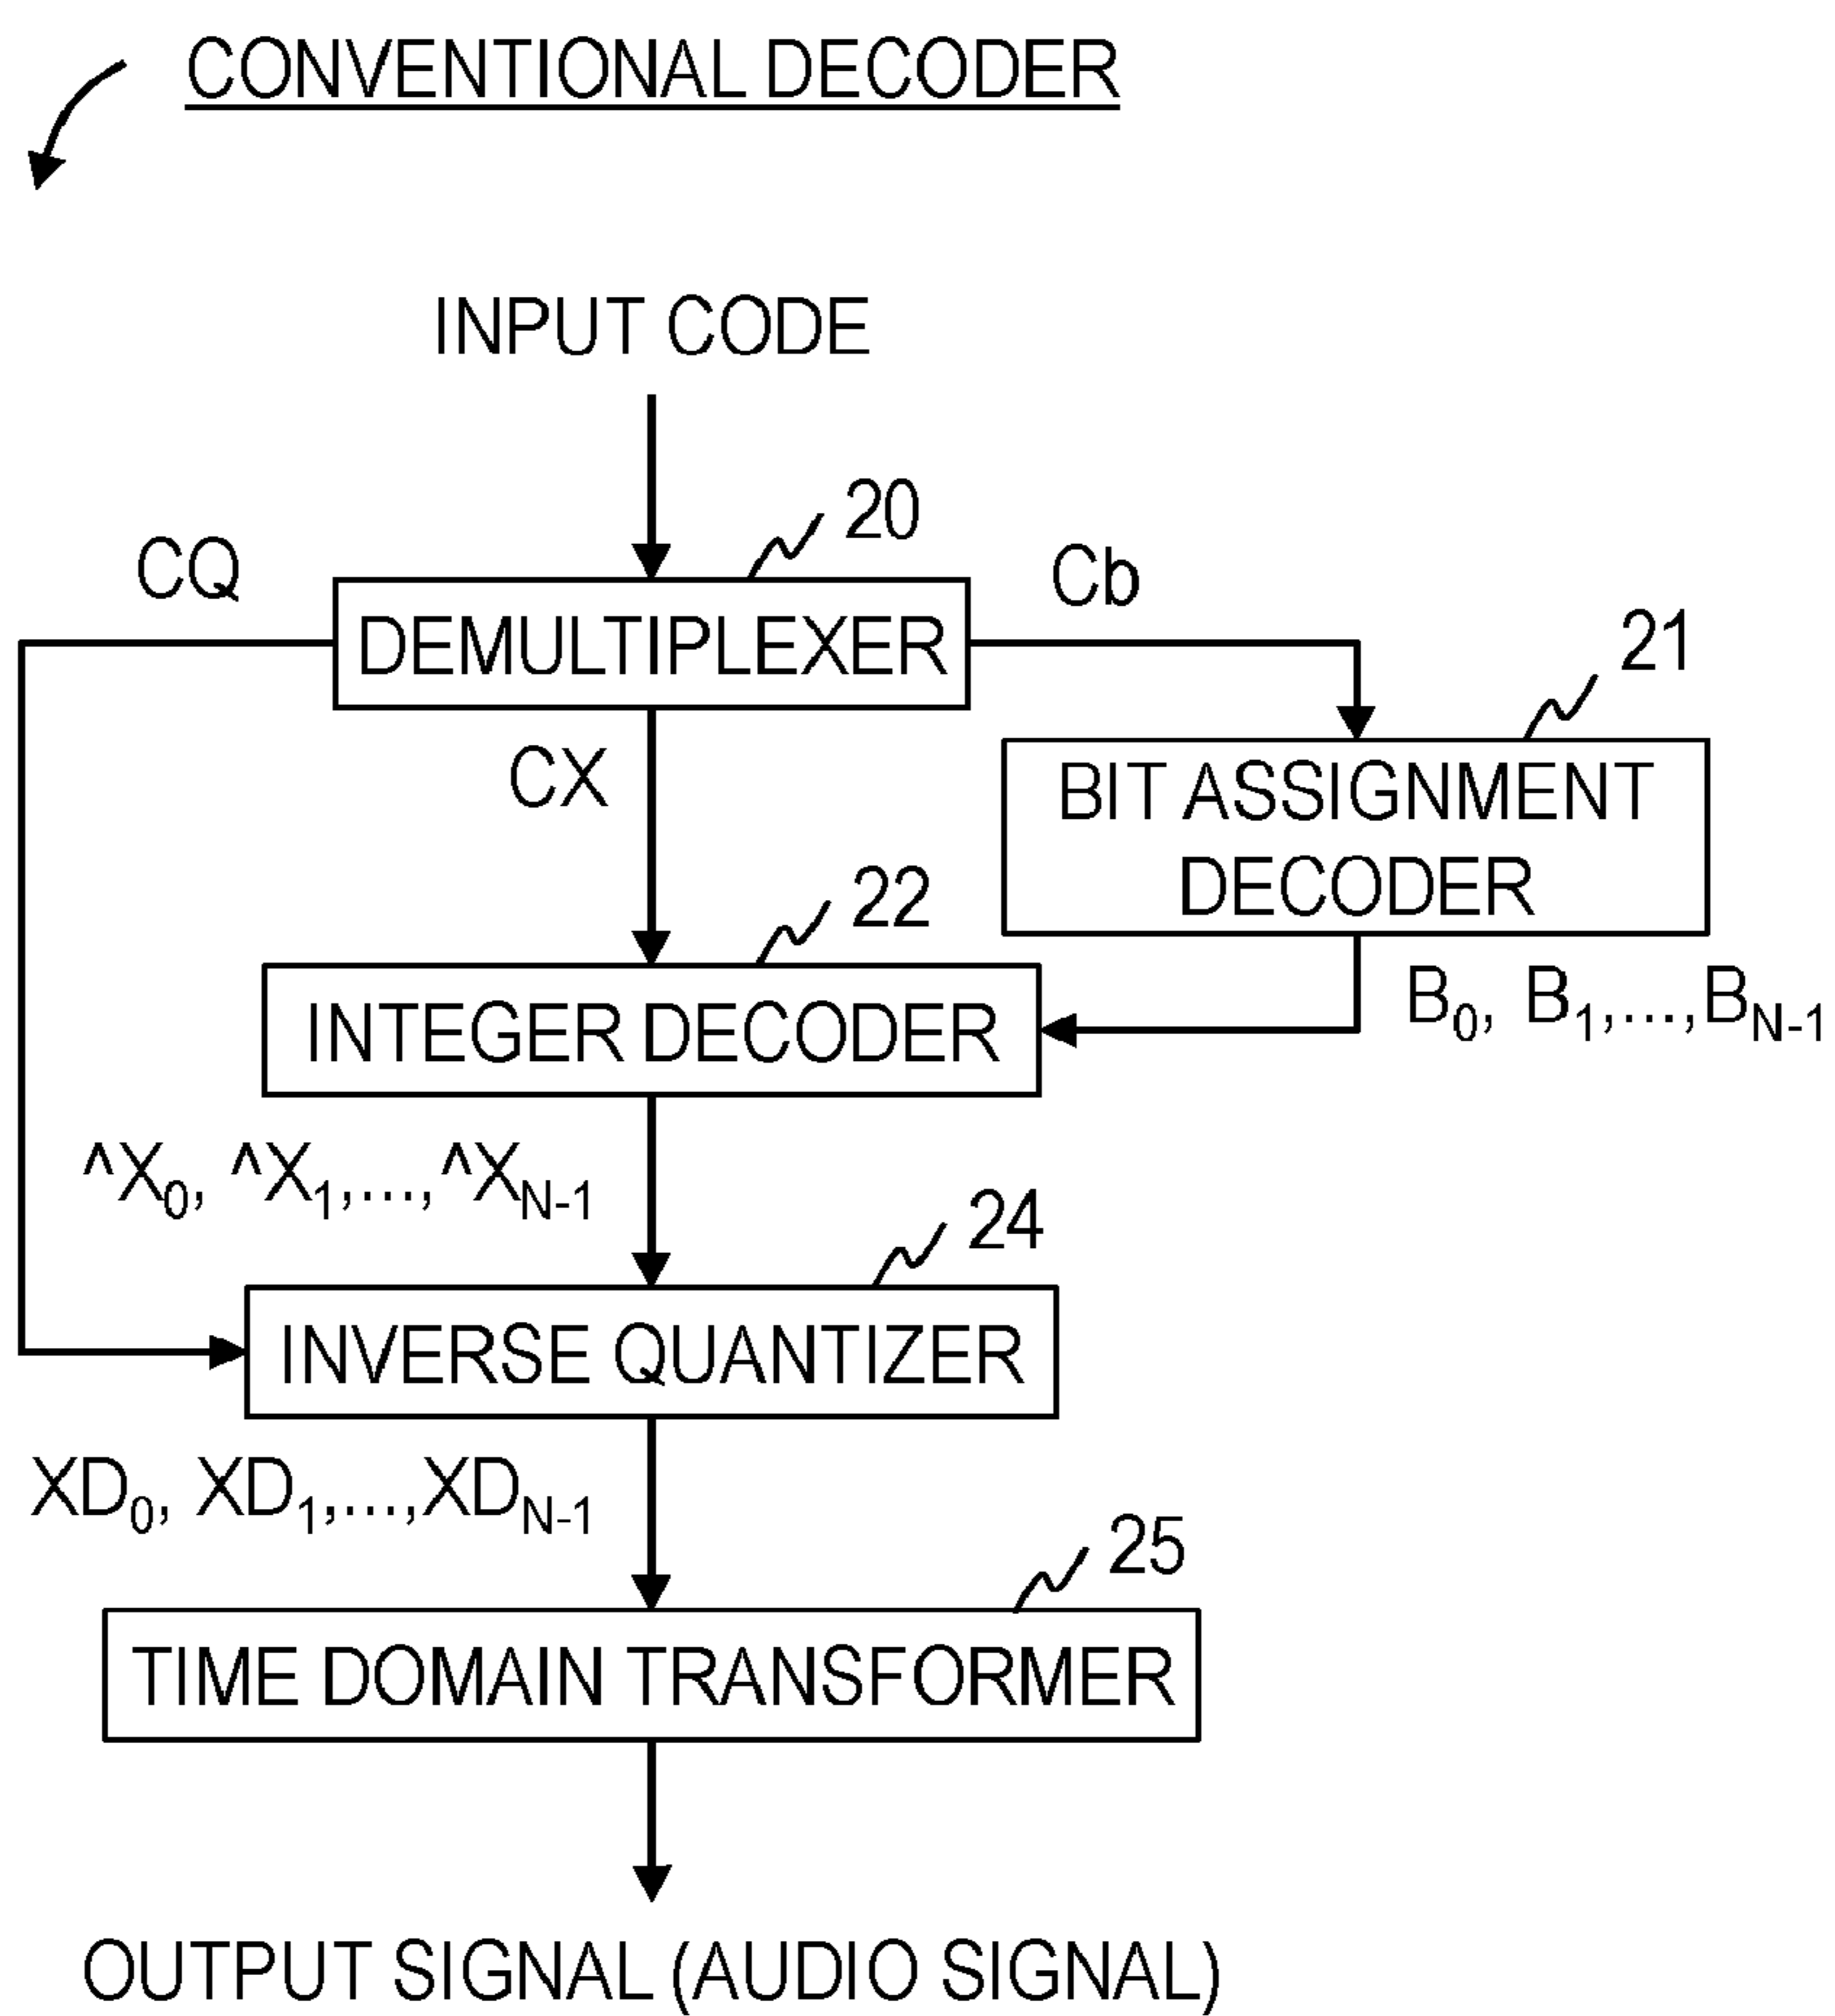 CONVENTIONAL DECODER
INPUT CODE
20
CQ
Cb
DEMULTIPLEXER
21
CX
BIT ASSIGNMENT
DECODER
22
INTEGER DECODER
B0, B1,...,BN-1
^X0, ^X1,...,^XN-1
24
INVERSE QUANTIZER
XD0, XD1,...,XDN-1
25
TIME DOMAIN TRANSFORMER
OUTPUT SIGNAL (AUDIO SIGNAL)